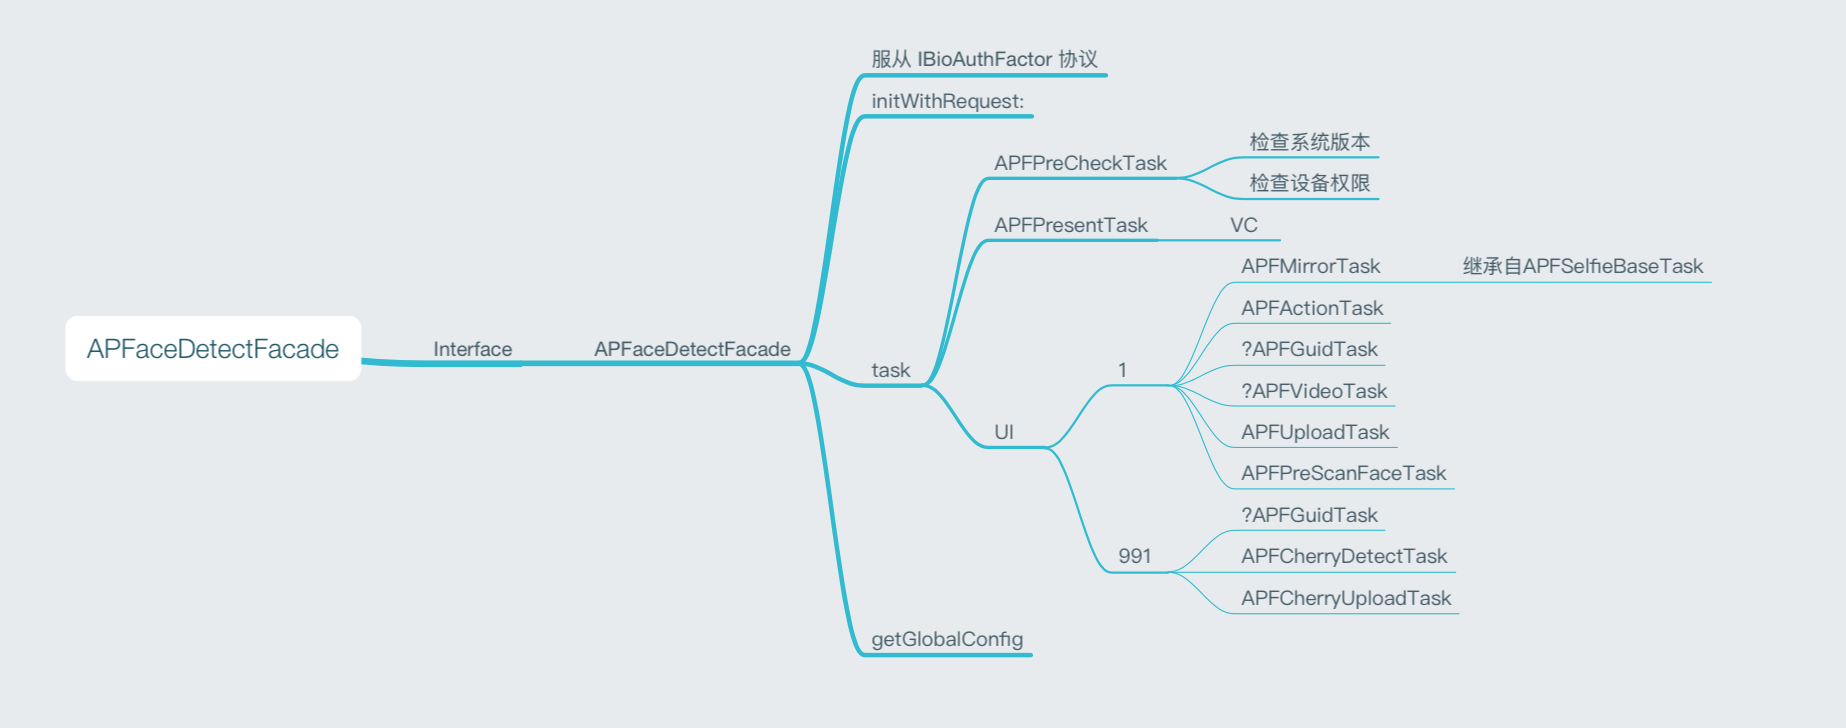 APFaceDetectFacade
Interface
APFaceDetectFacade
服从 IBioAuthFactor 协议
initWithRequest:
task
APFPreCheckTask
检查系统版本
检查设备权限
APFPresentTask
VC
UI
1
APFMirrorTask
继承自APFSelfieBaseTask
APFActionTask
?APFGuidTask
?APFVideoTask
APFUploadTask
APFPreScanFaceTask
991
?APFGuidTask
APFCherryDetectTask
APFCherryUploadTask
getGlobalConfig